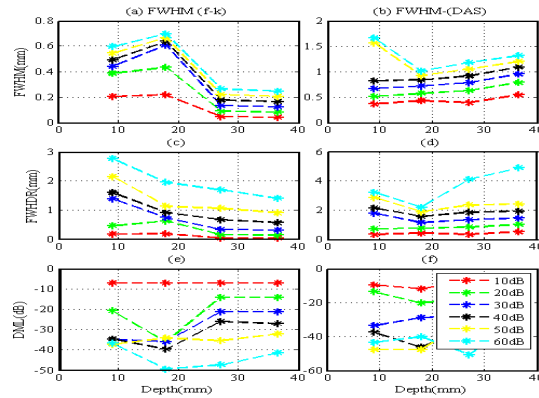 (a) FWHM (f-k)
(b) FWHM-(DAS)
FWHM(mm)
0.8
0.6
0.4
0.2
0
0 10 20 30 40
2
1.5
1
0.5
0
0 10 20 30 40
(c)
(d)
FWHDR(mm)
3
2
1
0
0 10 20 30 40
6
4
2
0
0 10 20 30 40
(e)
(f)
DML(dB)
0
-10
-20
-30
-40
-50
0 10 20 30 40
Depth(mm)
0
-20
-40
-60
0 10 20 30 40
Depth(mm)
10dB
20dB
30dB
40dB
50dB
60dB